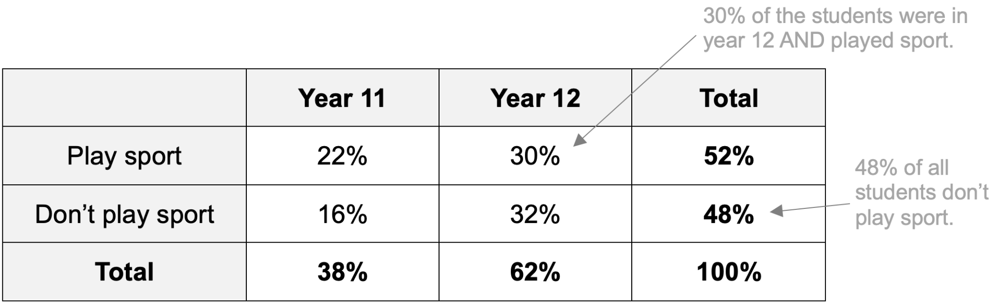 30% of the students were in
year 12 AND played sport.
Year 11 Year 12 Total
Play sport 22% 30% 52%
Don’t play sport 16% 32% 48%
Total 38% 62% 100%
48% of all
students don’t
play sport.